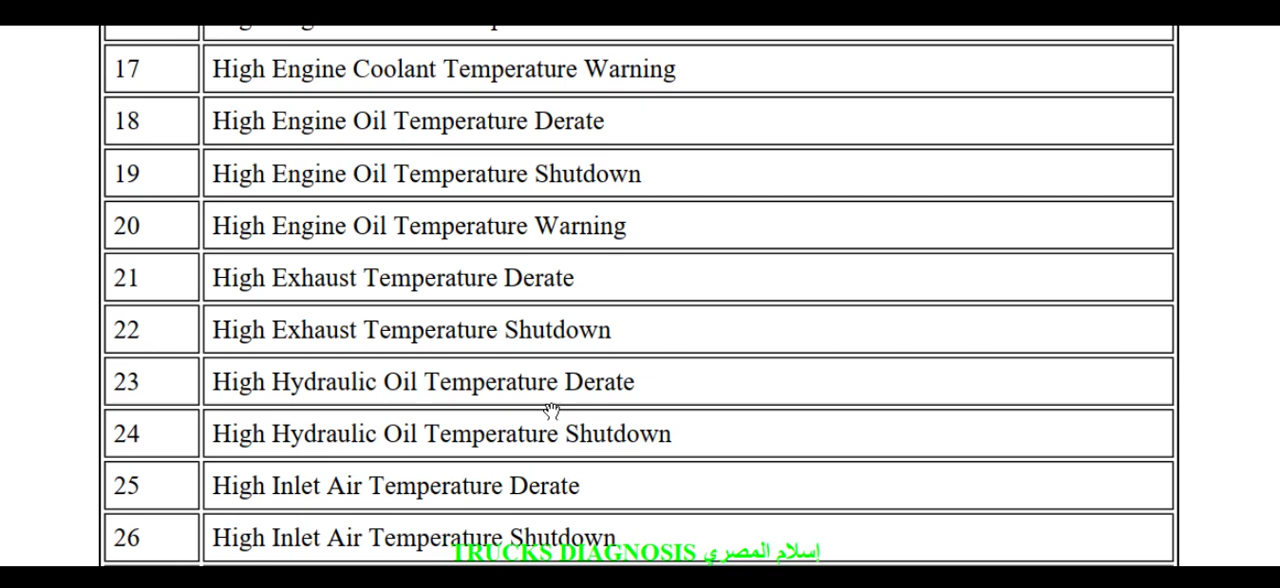 17 High Engine Coolant Temperature Warning
18 High Engine Oil Temperature Derate
19 High Engine Oil Temperature Shutdown
20 High Engine Oil Temperature Warning
21 High Exhaust Temperature Derate
22 High Exhaust Temperature Shutdown
23 High Hydraulic Oil Temperature Derate
24 High Hydraulic Oil Temperature Shutdown
25 High Inlet Air Temperature Derate
26 High Inlet Air Temperature Shutdown
TRUCKS DIAGNOSIS إسلام المصري